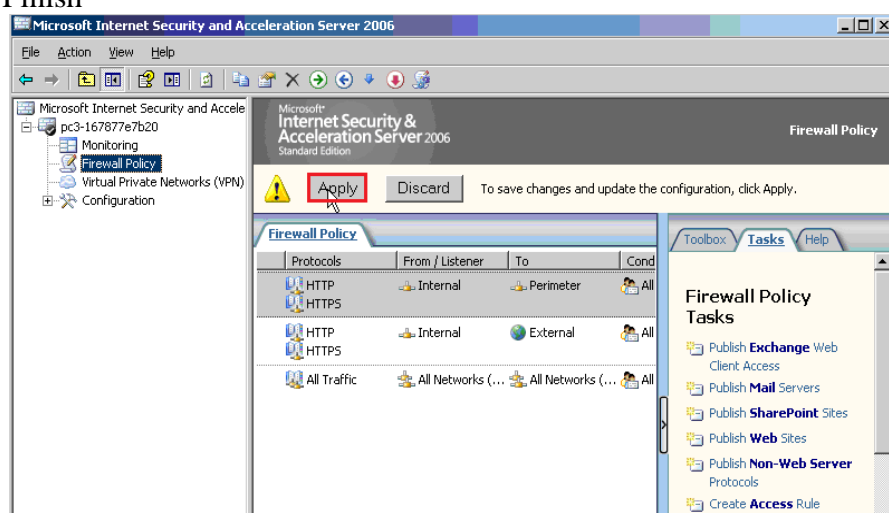 Finish
Microsoft Internet Security and Acceleration Server 2006
File Action View Help
Microsoft Internet Security and Accele
pc3-167877e7b20
Monitoring
Firewall Policy
Virtual Private Networks (VPN)
Configuration
Microsoft
Internet Security &
Acceleration Server 2006
Standard Edition
Firewall Policy
Apply Discard To save changes and update the configuration, click Apply.
Firewall Policy
Protocols From / Listener To Cond
HTTP Internal Perimeter All
HTTPS
HTTP Internal External All
HTTPS
All Traffic All Networks (... All Networks (... All
Toolbox Tasks Help
Firewall Policy
Tasks
Publish Exchange Web
Client Access
Publish Mail Servers
Publish SharePoint Sites
Publish Web Sites
Publish Non-Web Server
Protocols
Create Access Rule